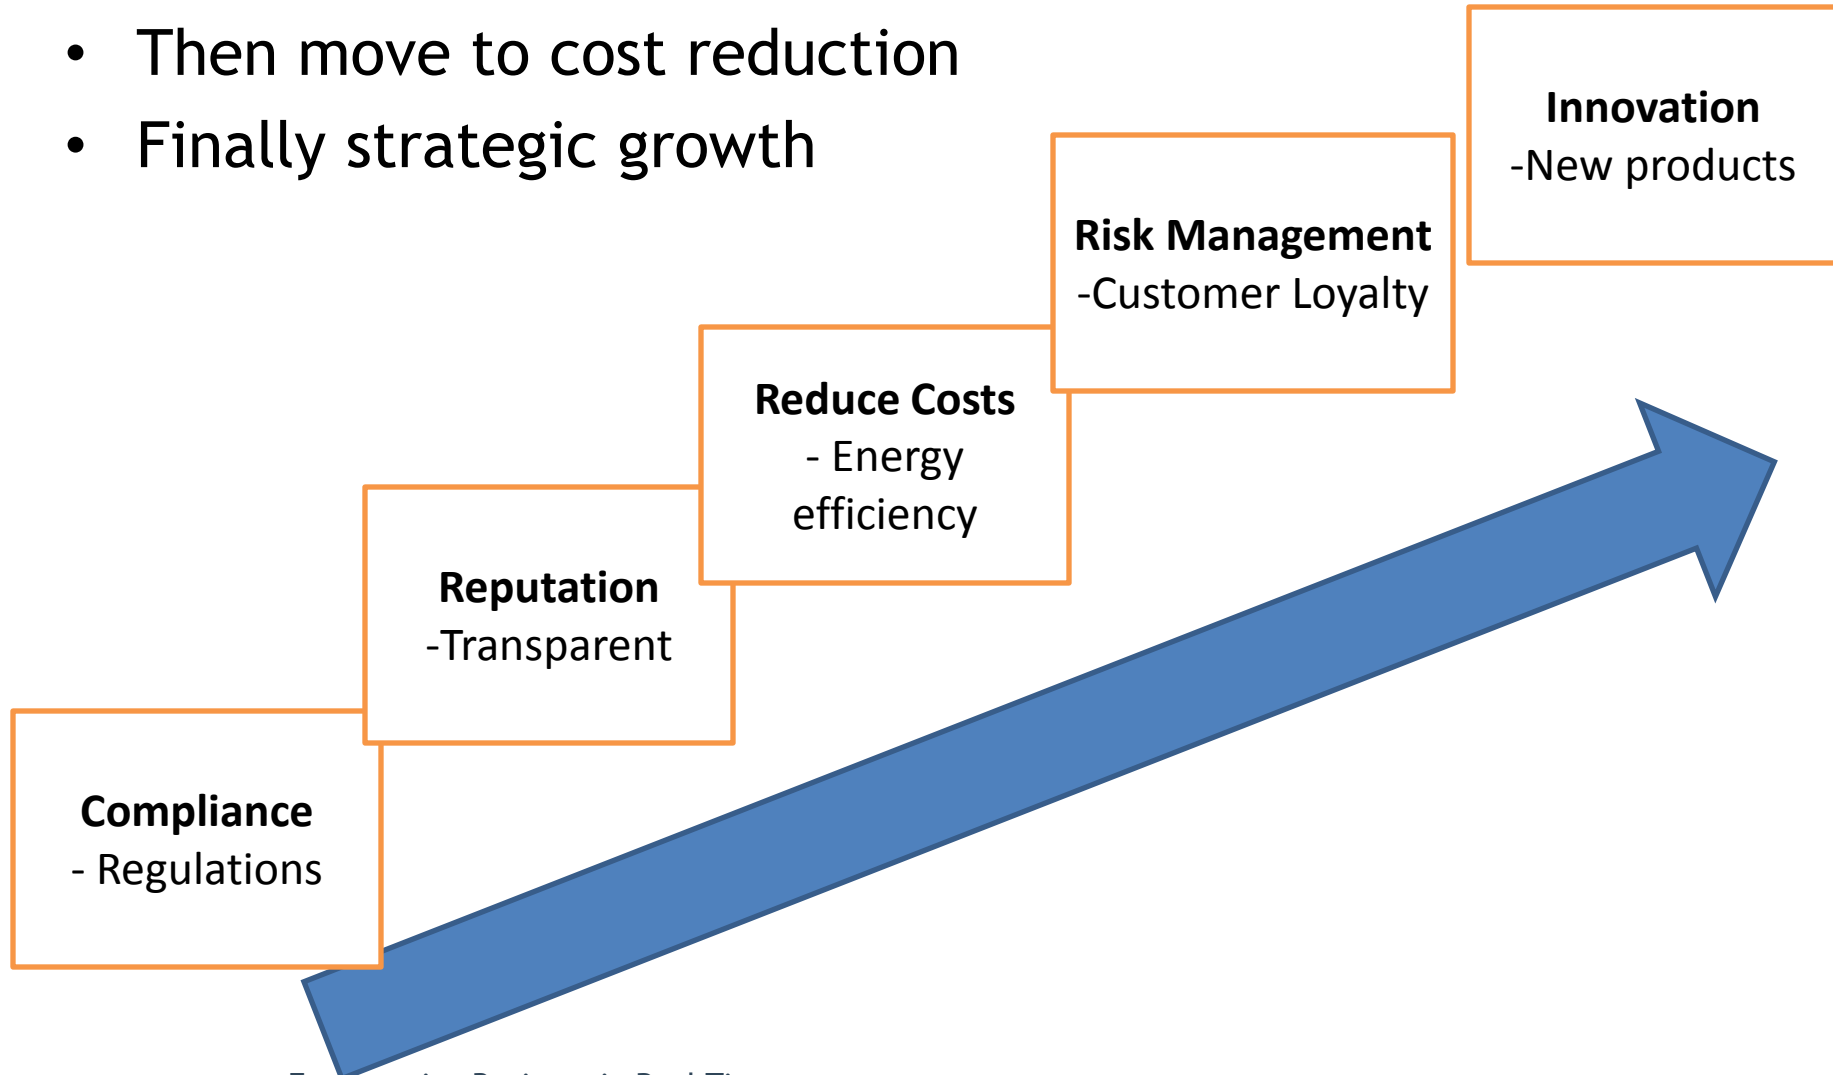 • Then move to cost reduction
• Finally strategic growth
Innovation
-New products
Risk Management
-Customer Loyalty
Reduce Costs
- Energy
efficiency
Reputation
-Transparent
Compliance
- Regulations